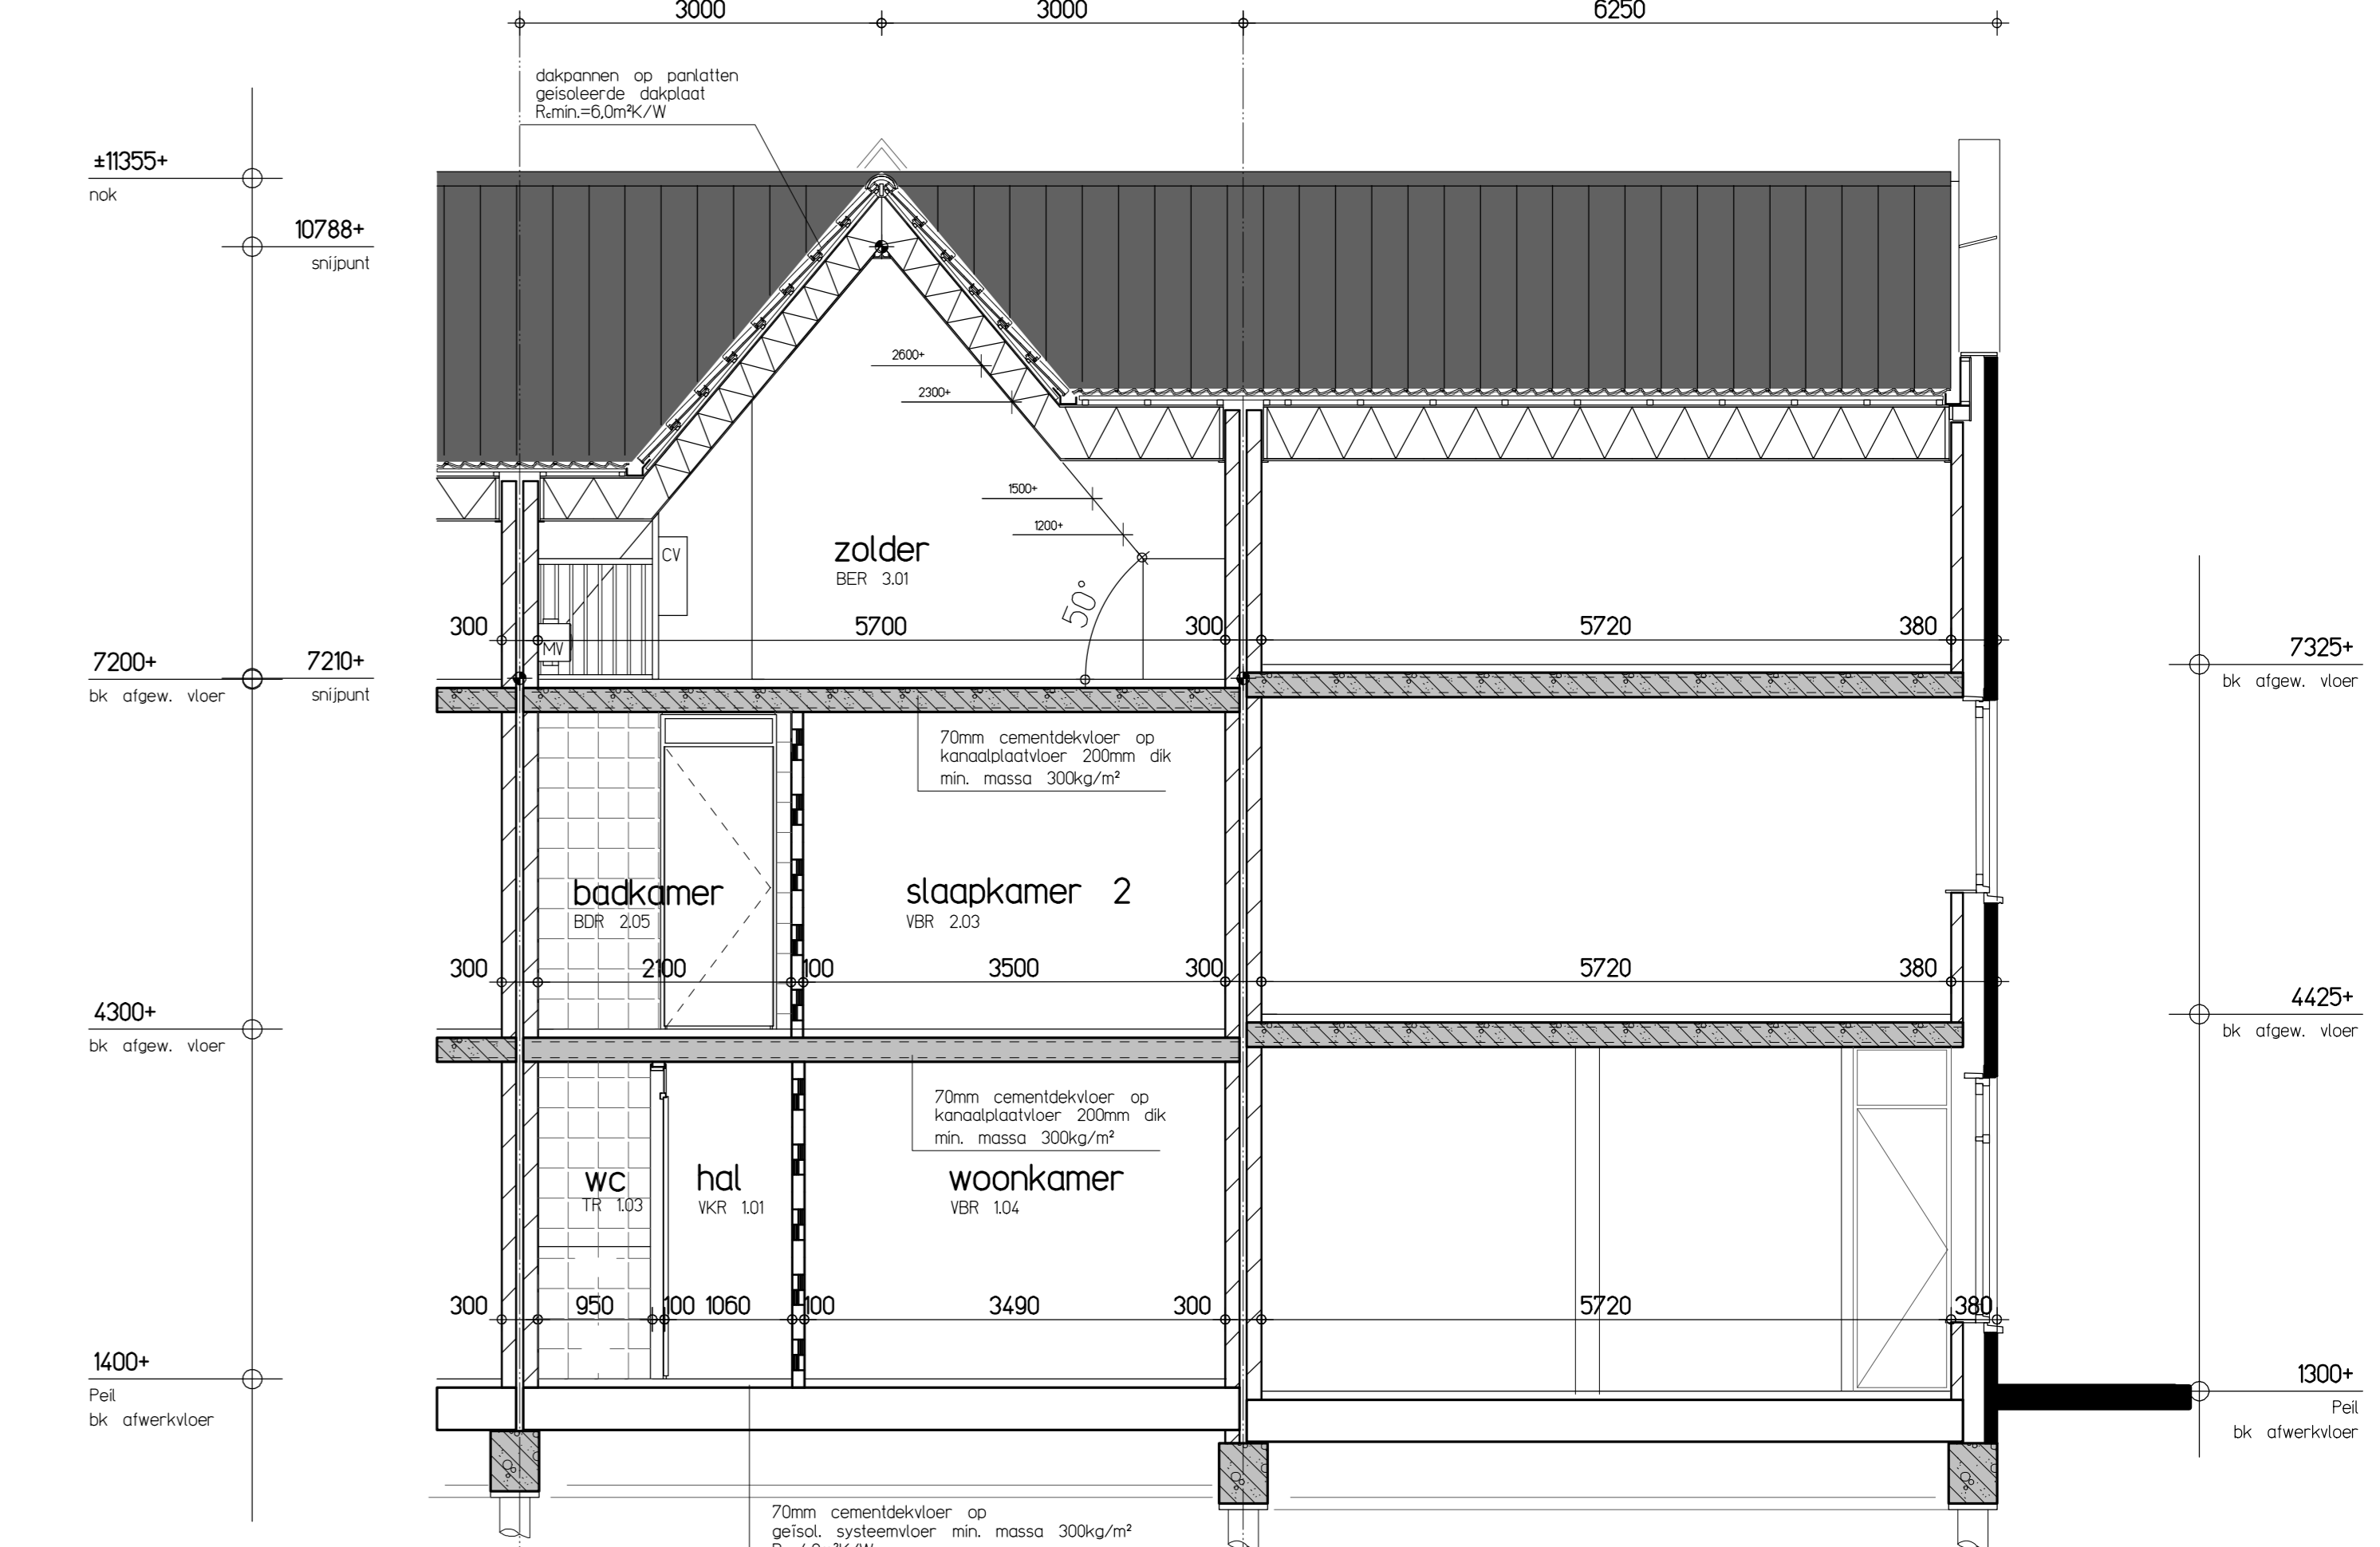 3000 3000 6250
dakpannen op panlatten
geisoleerde dakplaat
Rcmin.=6,0m²K/W
±11355+
nok
10788+
snijpunt
2600+
2300+
1500+
1200+
CV
zolder
BER 3.01
50°
300 5700 300 5720 380
MV
7200+
bk afgew. vloer
7210+
snijpunt
7325+
bk afgew. vloer
70mm cementdekvloer op
kanaalplaatvloer 200mm dik
min. massa 300kg/m²
badkamer
BDR 2.05
slaapkamer 2
VBR 2.03
300 2100 100 3500 300 5720 380
4300+
bk afgew. vloer
4425+
bk afgew. vloer
70mm cementdekvloer op
kanaalplaatvloer 200mm dik
min. massa 300kg/m²
wc
TR 1.03
hal
VKR 1.01
woonkamer
VBR 1.04
300 950 100 1060 100 3490 300 5720 380
1400+
Peil
bk afwerkvloer
1300+
Peil
bk afwerkvloer
70mm cementdekvloer op
geïsol. systeemvloer min. massa 300kg/m²